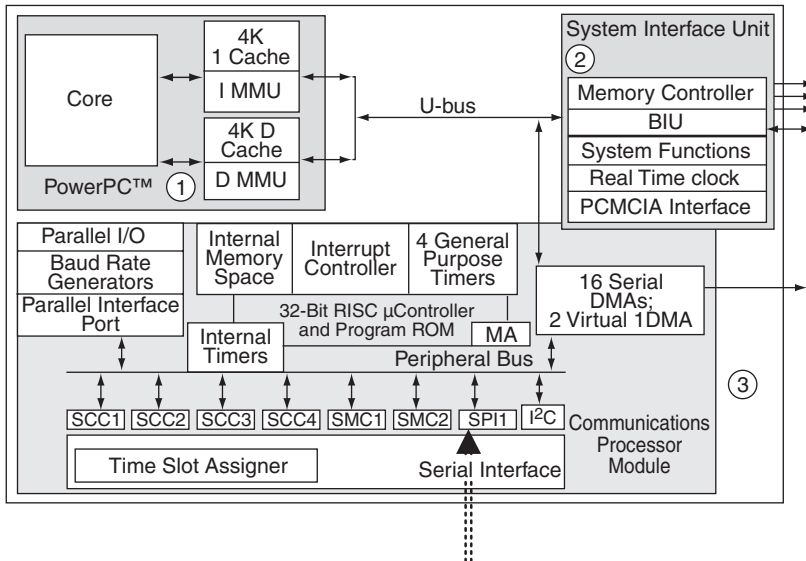 Core
4K
1 Cache
I MMU
4K D
Cache
D MMU
PowerPC™
1
U-bus
System Interface Unit
2
Memory Controller
BIU
System Functions
Real Time clock
PCMCIA Interface
Parallel I/O
Baud Rate
Generators
Parallel Interface
Port
Internal
Memory
Space
Interrupt
Controller
4 General
Purpose
Timers
16 Serial
DMAs;
2 Virtual 1DMA
32-Bit RISC µController
and Program ROM
Internal
Timers
MA
Peripheral Bus
3
SCC1
SCC2
SCC3
SCC4
SMC1
SMC2
SPI1
I²C
Communications
Processor
Module
Time Slot Assigner
Serial Interface